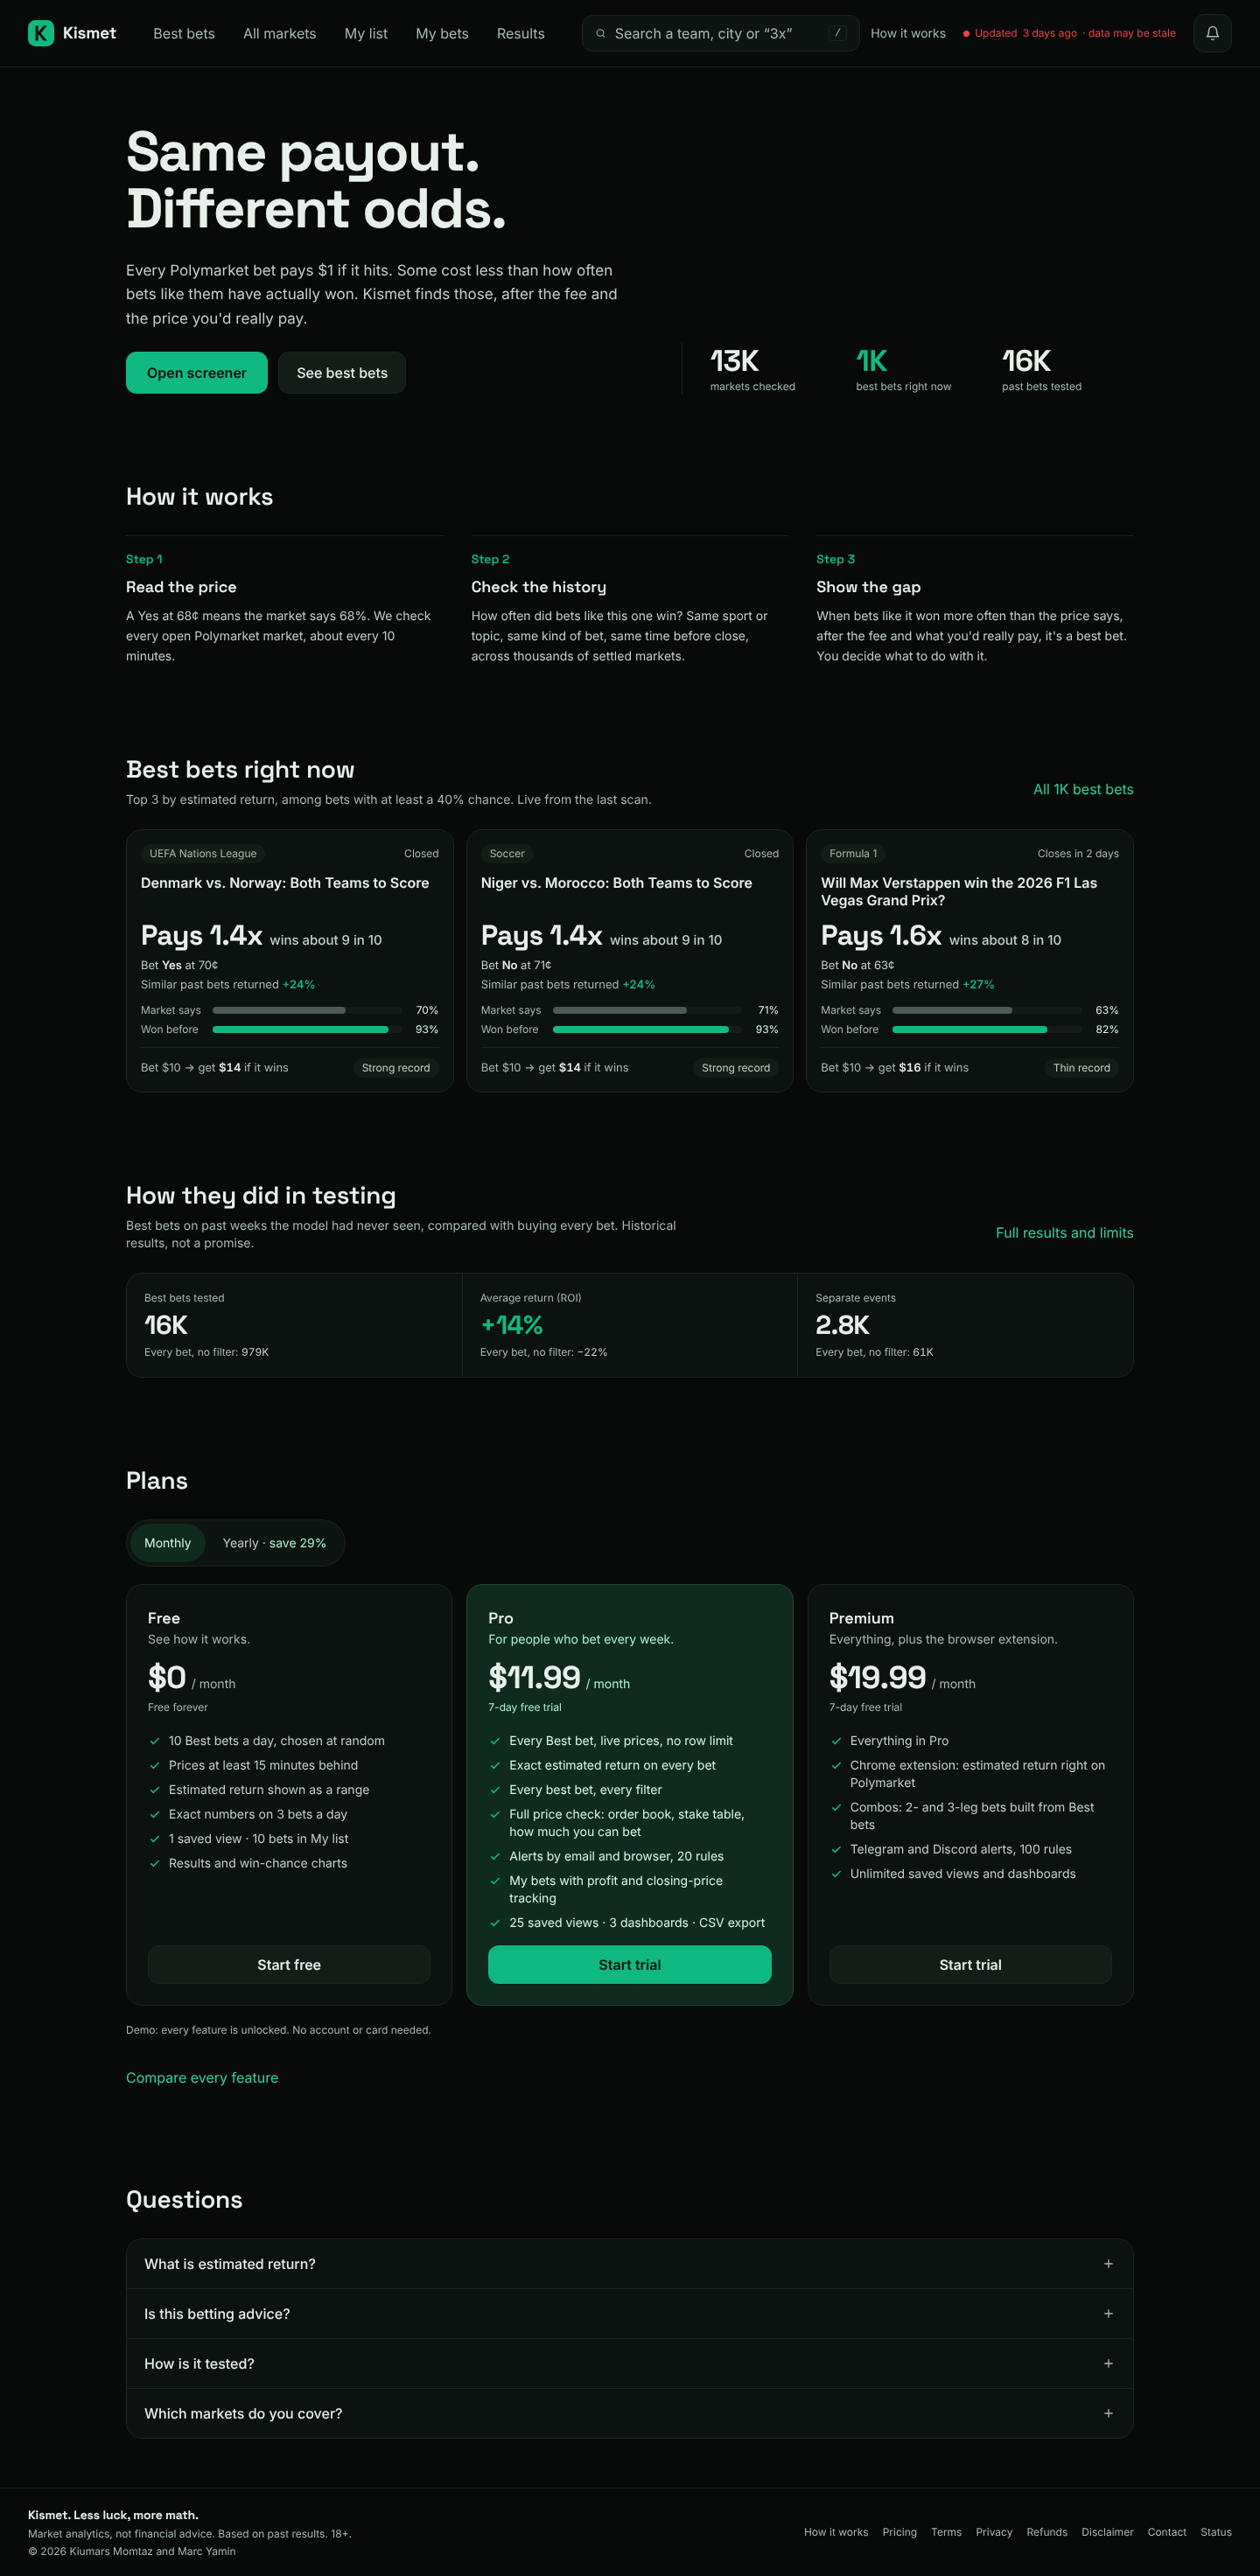 K Kismet
Best bets
All markets
My list
My bets
Results
Search a team, city or “3x”
/
How it works
Updated 3 days ago · data may be stale
Same payout.
Different odds.
Every Polymarket bet pays $1 if it hits. Some cost less than how often
bets like them have actually won. Kismet finds those, after the fee and
the price you'd really pay.
Open screener
See best bets
13K
markets checked
1K
best bets right now
16K
past bets tested
How it works
Step 1
Read the price
A Yes at 68¢ means the market says 68%. We check
every open Polymarket market, about every 10
minutes.
Step 2
Check the history
How often did bets like this one win? Same sport or
topic, same kind of bet, same time before close,
across thousands of settled markets.
Step 3
Show the gap
When bets like it won more often than the price says,
after the fee and what you'd really pay, it's a best bet.
You decide what to do with it.
Best bets right now
Top 3 by estimated return, among bets with at least a 40% chance. Live from the last scan.
All 1K best bets
UEFA Nations League
Closed
Denmark vs. Norway: Both Teams to Score
Pays 1.4x wins about 9 in 10
Bet Yes at 70¢
Similar past bets returned +24%
Market says 70%
Won before 93%
Bet $10 → get $14 if it wins
Strong record
Soccer
Closed
Niger vs. Morocco: Both Teams to Score
Pays 1.4x wins about 9 in 10
Bet No at 71¢
Similar past bets returned +24%
Market says 71%
Won before 93%
Bet $10 → get $14 if it wins
Strong record
Formula 1
Closes in 2 days
Will Max Verstappen win the 2026 F1 Las
Vegas Grand Prix?
Pays 1.6x wins about 8 in 10
Bet No at 63¢
Similar past bets returned +27%
Market says 63%
Won before 82%
Bet $10 → get $16 if it wins
Thin record
How they did in testing
Best bets on past weeks the model had never seen, compared with buying every bet. Historical
results, not a promise.
Full results and limits
Best bets tested
16K
Every bet, no filter: 979K
Average return (ROI)
+14%
Every bet, no filter: −22%
Separate events
2.8K
Every bet, no filter: 61K
Plans
Monthly
Yearly · save 29%
Free
See how it works.
$0 / month
Free forever
10 Best bets a day, chosen at random
Prices at least 15 minutes behind
Estimated return shown as a range
Exact numbers on 3 bets a day
1 saved view · 10 bets in My list
Results and win-chance charts
Start free
Pro
For people who bet every week.
$11.99 / month
7-day free trial
Every Best bet, live prices, no row limit
Exact estimated return on every bet
Every best bet, every filter
Full price check: order book, stake table,
how much you can bet
Alerts by email and browser, 20 rules
My bets with profit and closing-price
tracking
25 saved views · 3 dashboards · CSV export
Start trial
Premium
Everything, plus the browser extension.
$19.99 / month
7-day free trial
Everything in Pro
Chrome extension: estimated return right on
Polymarket
Combos: 2- and 3-leg bets built from Best
bets
Telegram and Discord alerts, 100 rules
Unlimited saved views and dashboards
Start trial
Demo: every feature is unlocked. No account or card needed.
Compare every feature
Questions
What is estimated return?
+
Is this betting advice?
+
How is it tested?
+
Which markets do you cover?
+
Kismet. Less luck, more math.
Market analytics, not financial advice. Based on past results. 18+.
© 2026 Kiumars Momtaz and Marc Yamin
How it works
Pricing
Terms
Privacy
Refunds
Disclaimer
Contact
Status